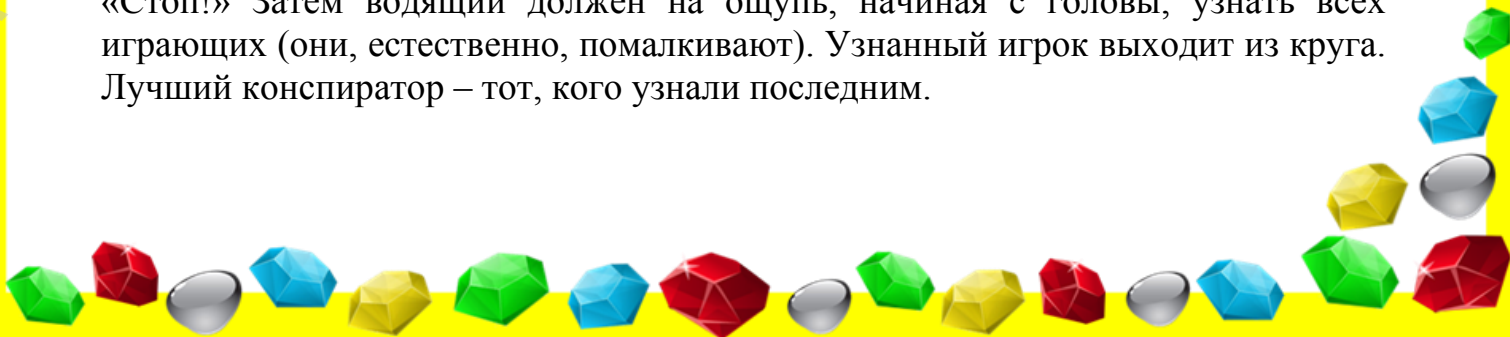 «Стоп!» Затем водящий должен на ощупь, начиная с головы, узнать всех
играющих (они, естественно, помалкивают). Узнанный игрок выходит из круга.
Лучший конспиратор – тот, кого узнали последним.